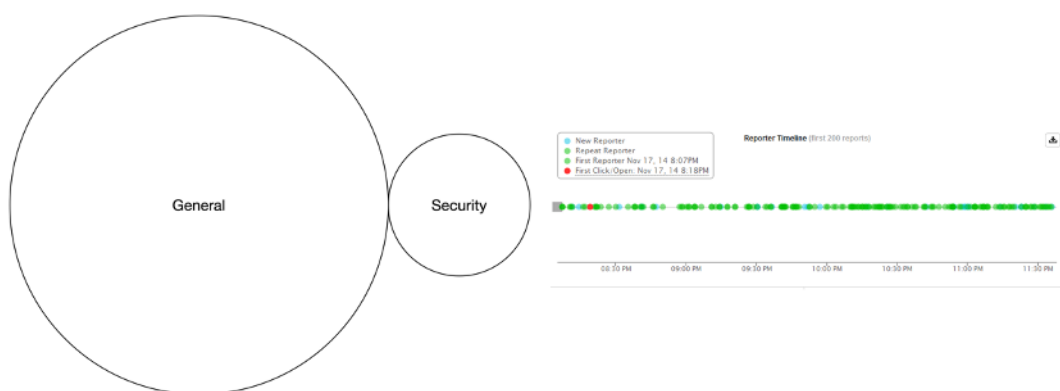 General
Security
New Reporter
Repeat Reporter
First Reporter Nov 17, 14 8:07PM
First Click/Open: Nov 17, 14 8:18PM
Reporter Timeline (first 200 reports)
08:30 PM 09:00 PM 09:30 PM 10:00 PM 10:30 PM 11:00 PM 11:30 PM